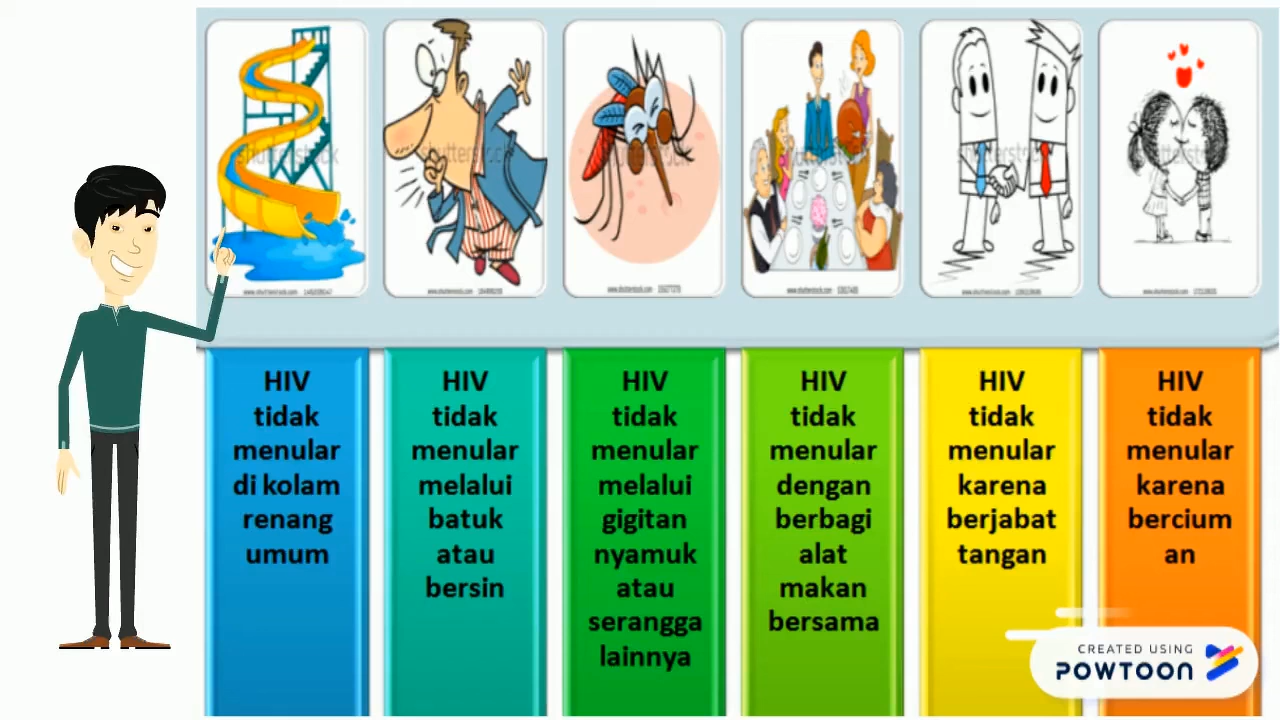 HIV
tidak
menular
di kolam
renang
umum
HIV
tidak
menular
melalui
batuk
atau
bersin
HIV
tidak
menular
melalui
gigitan
nyamuk
atau
serangga
lainnya
HIV
tidak
menular
dengan
berbagi
alat
makan
bersama
HIV
tidak
menular
karena
berjabat
tangan
HIV
tidak
menular
karena
bercium
an
CREATED USING
POWTOON